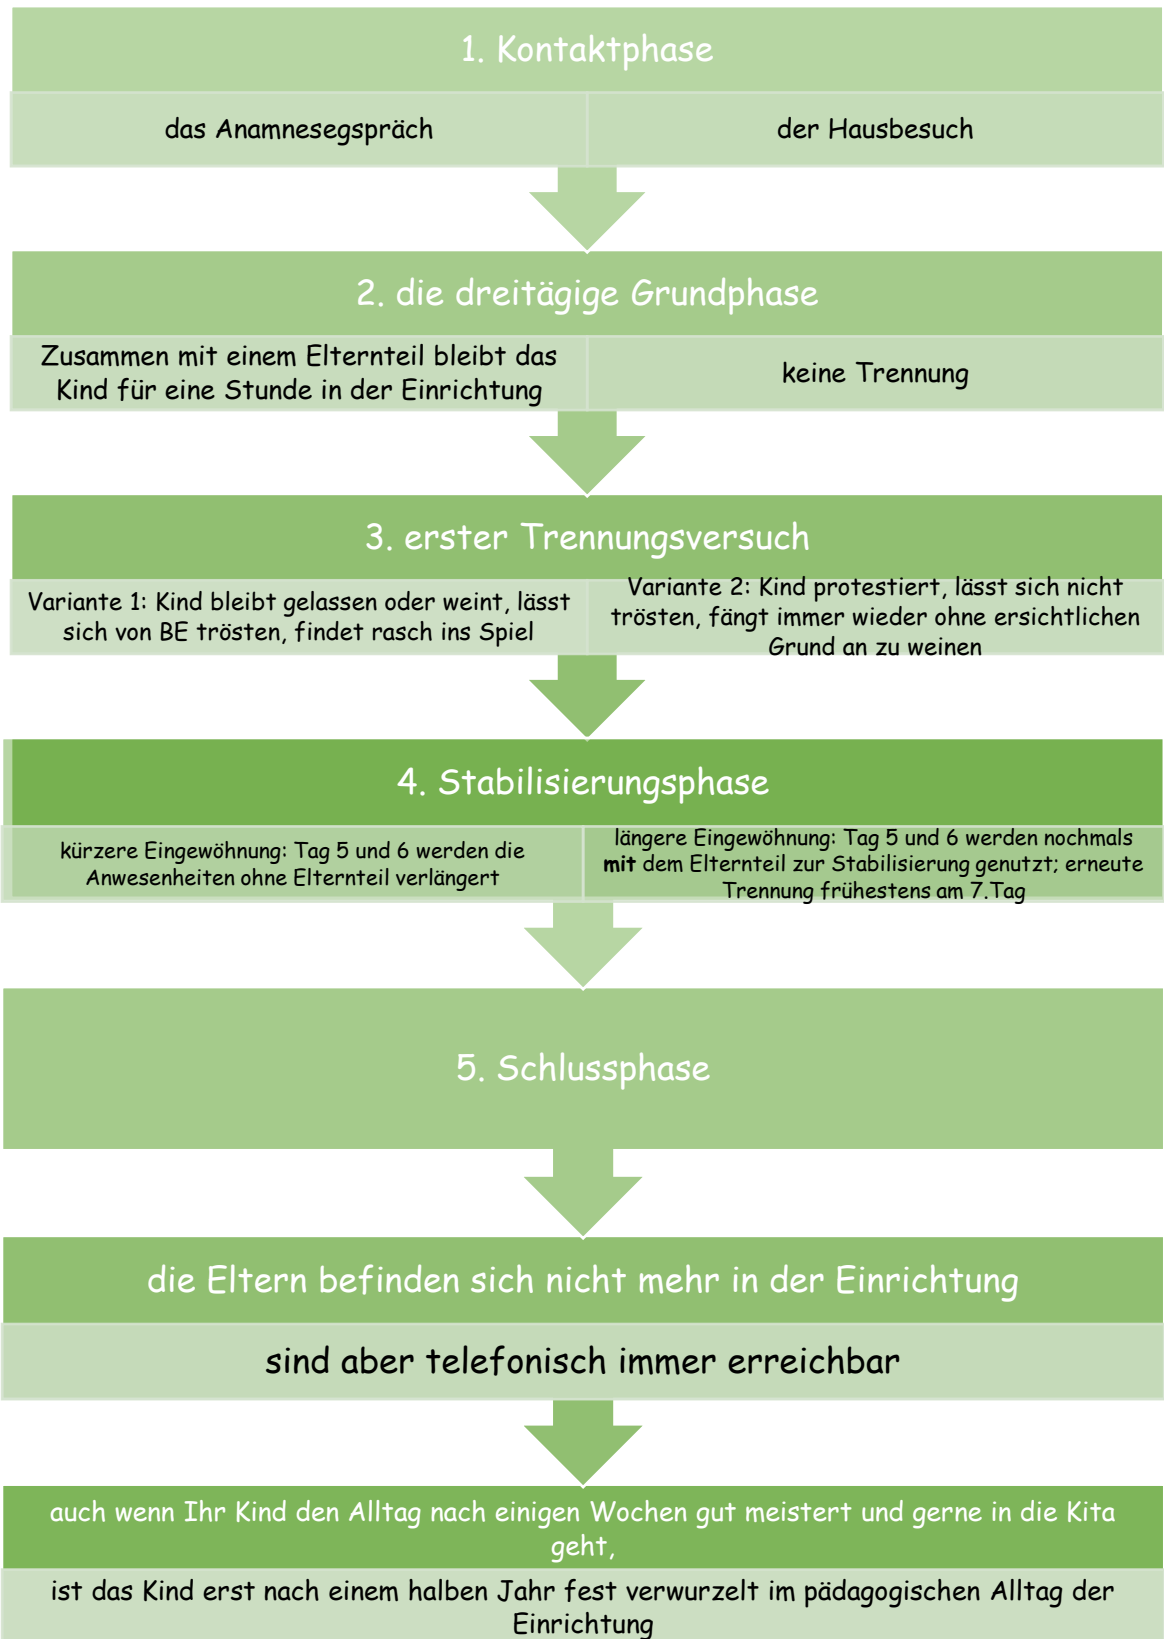 1. Kontaktphase
das Anamnesegspräch
der Hausbesuch
2. die dreitägige Grundphase
Zusammen mit einem Elternteil bleibt das
Kind für eine Stunde in der Einrichtung
keine Trennung
3. erster Trennungsversuch
Variante 1: Kind bleibt gelassen oder weint, lässt
sich von BE trösten, findet rasch ins Spiel
Variante 2: Kind protestiert, lässt sich nicht
trösten, fängt immer wieder ohne ersichtlichen
Grund an zu weinen
4. Stabilisierungsphase
kürzere Eingewöhnung: Tag 5 und 6 werden die
Anwesenheiten ohne Elternteil verlängert
längere Eingewöhnung: Tag 5 und 6 werden nochmals
mit dem Elternteil zur Stabilisierung genutzt; erneute
Trennung frühestens am 7.Tag
5. Schlussphase
die Eltern befinden sich nicht mehr in der Einrichtung
sind aber telefonisch immer erreichbar
auch wenn Ihr Kind den Alltag nach einigen Wochen gut meistert und gerne in die Kita
geht,
ist das Kind erst nach einem halben Jahr fest verwurzelt im pädagogischen Alltag der
Einrichtung